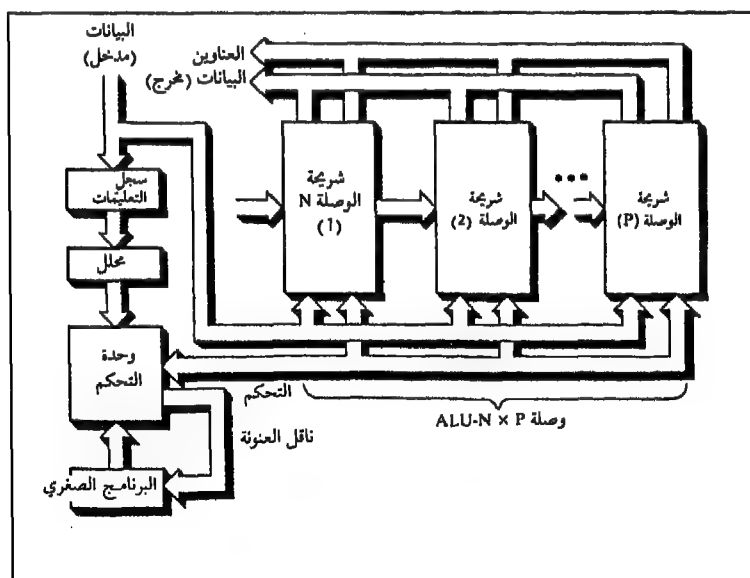 البيانات
(مدخل)
العناوين
البيانات (مخرج)
سجل
التعليمات
محلل
وحدة
التحكم
البرنامج الصغري
شريحة
الوصلة N
(1)
شريحة
الوصلة (2)
...
شريحة
الوصلة (P)
التحكم
ناقل العنونة
وصلة ALU-N × P